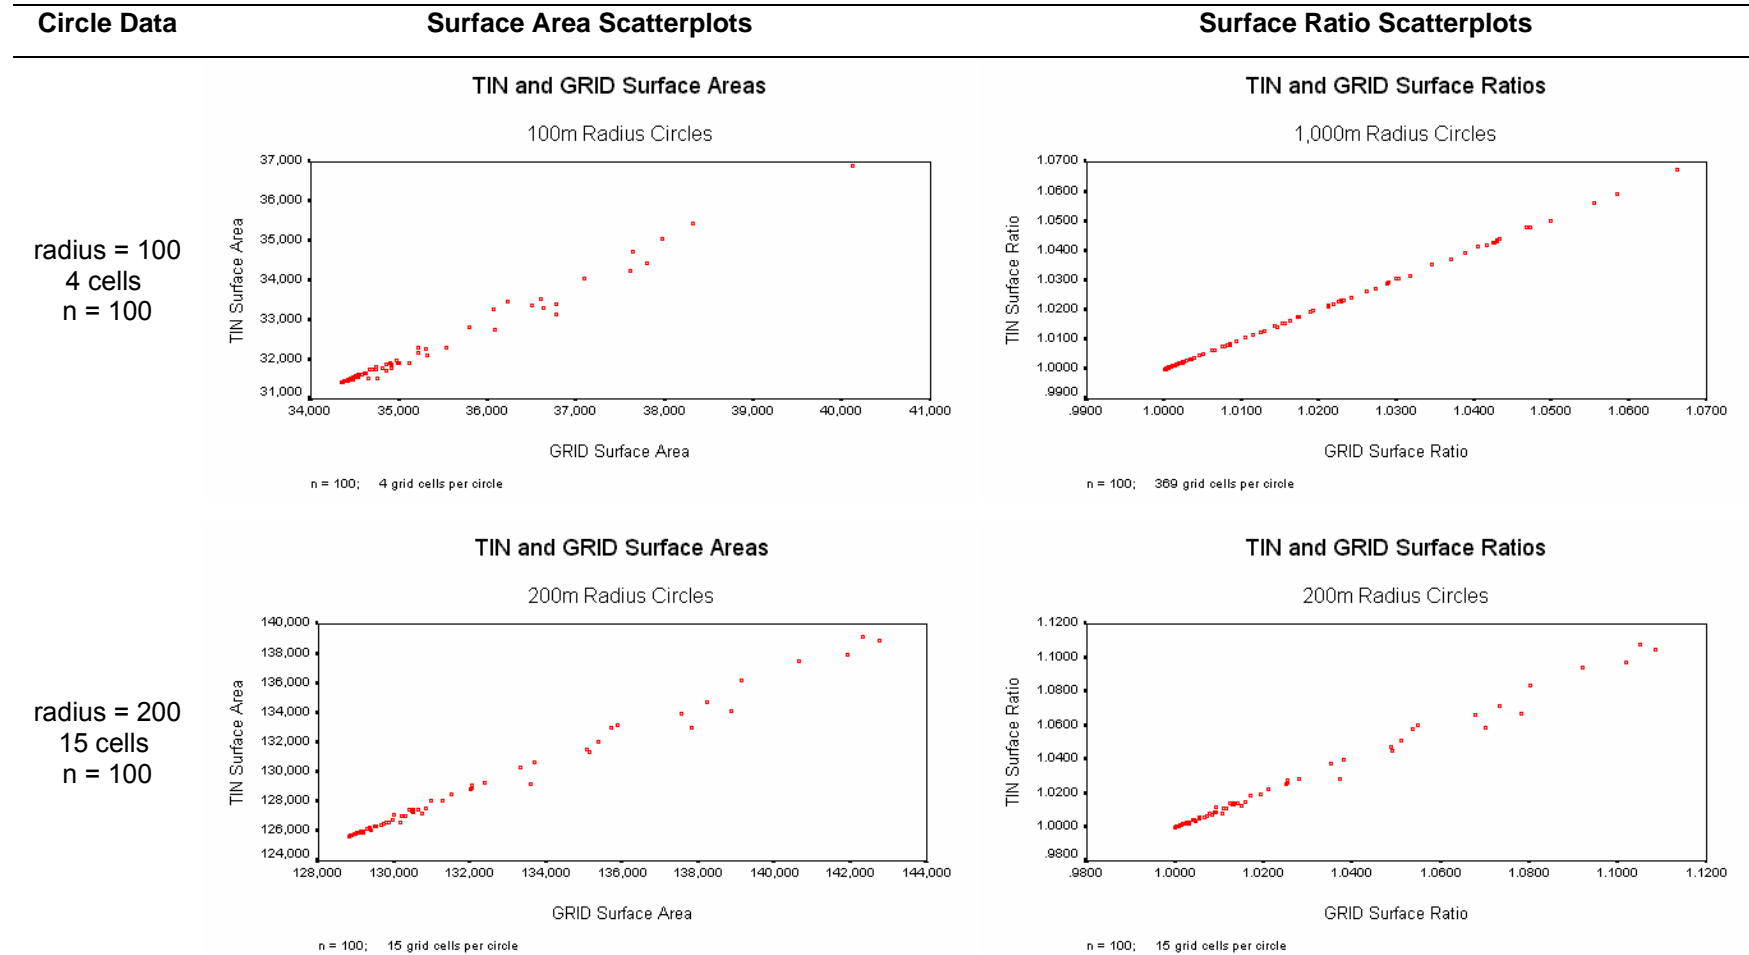 Circle Data Surface Area Scatterplots Surface Ratio Scatterplots
radius = 100
4 cells
n = 100
TIN and GRID Surface Areas
100m Radius Circles
TIN Surface Area
37,000
36,000
35,000
34,000
33,000
32,000
31,000
34,000 35,000 36,000 37,000 38,000 39,000 40,000 41,000
GRID Surface Area
n = 100; 4 grid cells per circle
TIN and GRID Surface Ratios
1,000m Radius Circles
TIN Surface Ratio
1.0700
1.0600
1.0500
1.0400
1.0300
1.0200
1.0100
1.0000
.9900
.9900 1.0000 1.0100 1.0200 1.0300 1.0400 1.0500 1.0600 1.0700
GRID Surface Ratio
n = 100; 369 grid cells per circle
radius = 200
15 cells
n = 100
TIN and GRID Surface Areas
200m Radius Circles
TIN Surface Area
140,000
138,000
136,000
134,000
132,000
130,000
128,000
126,000
124,000
128,000 130,000 132,000 134,000 136,000 138,000 140,000 142,000 144,000
GRID Surface Area
n = 100; 15 grid cells per circle
TIN and GRID Surface Ratios
200m Radius Circles
TIN Surface Ratio
1.1200
1.1000
1.0800
1.0600
1.0400
1.0200
1.0000
.9800
.9800 1.0000 1.0200 1.0400 1.0600 1.0800 1.1000 1.1200
GRID Surface Ratio
n = 100; 15 grid cells per circle